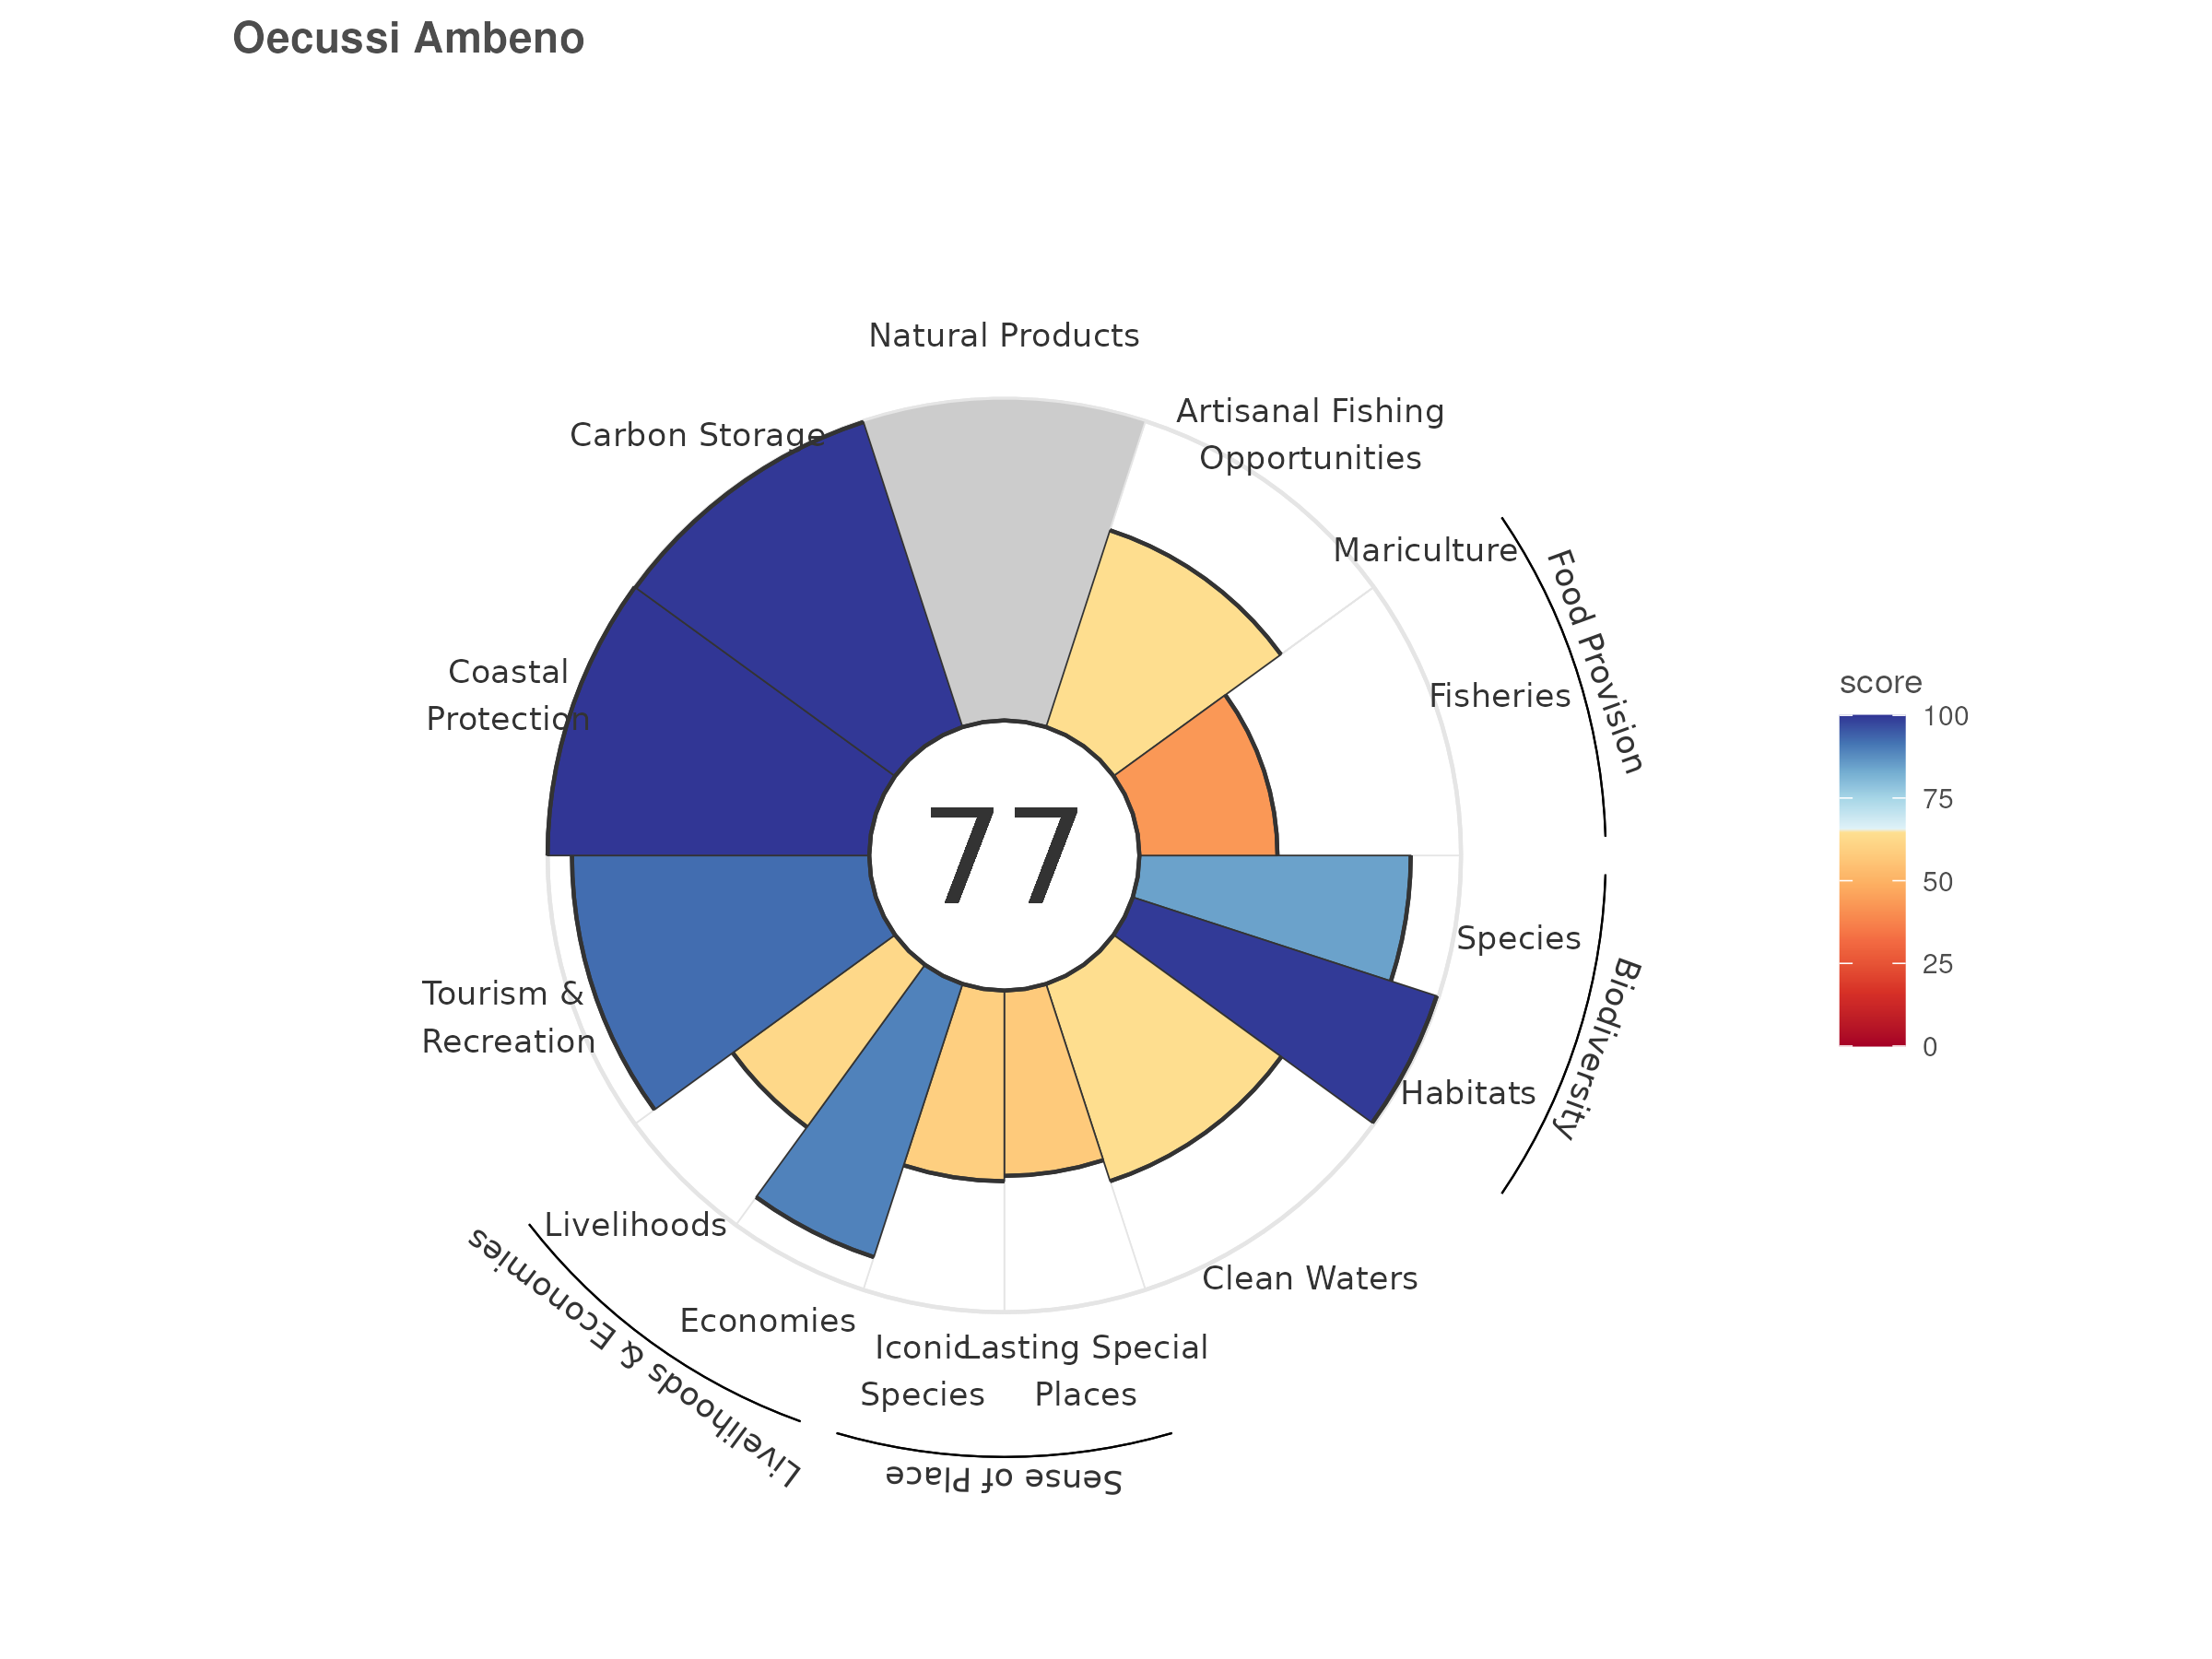 Oecussi Ambeno
Natural Products
Artisanal Fishing
Opportunities
Carbon Storage
Mariculture
Food Provision
Fisheries
Coastal
Protection
score
100
75
50
25
0
77
Species
Biodiversity
Habitats
Tourism &
Recreation
Livelihoods
Livelihoods & Economies
Clean Waters
Economies
Iconic
Species
Lasting Special
Places
Sense of Place